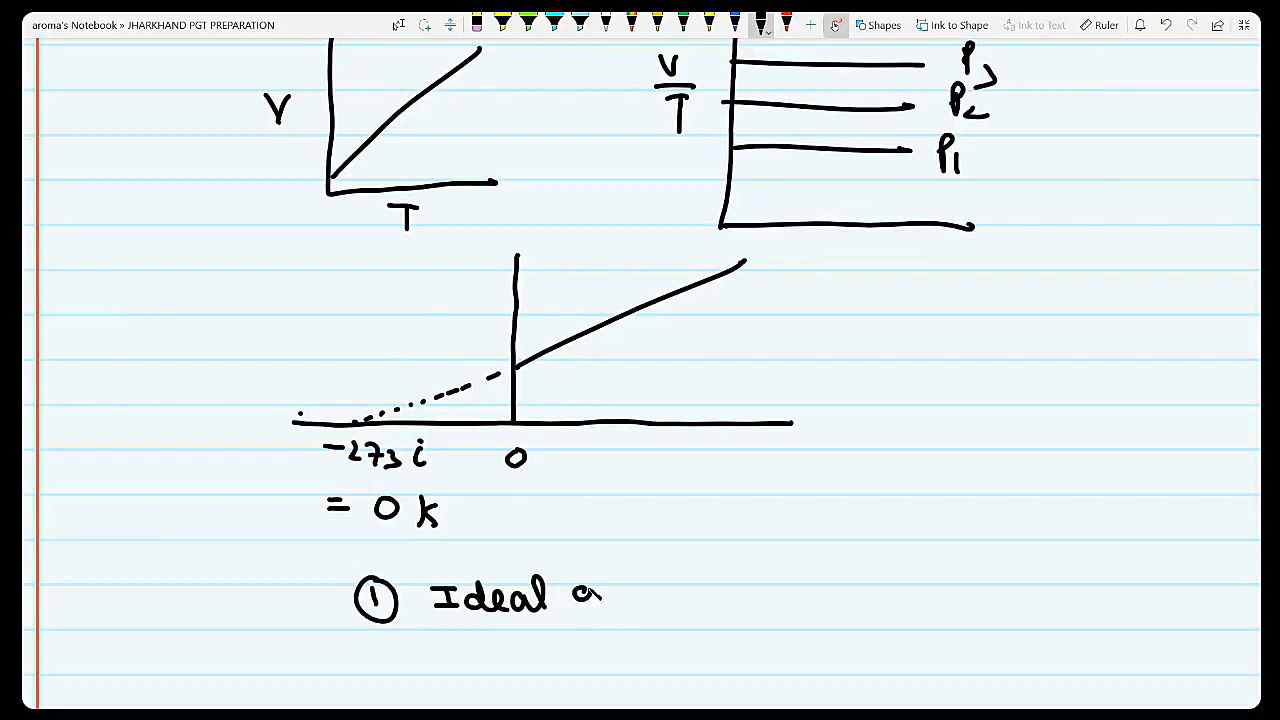 aroma's Notebook » JHARKHAND PGT PREPARATION
Shapes Ink to Shape Ink to Text Ruler
V
T
V
T
P3
P2
P1
-273
0
= 0 K
① Ideal